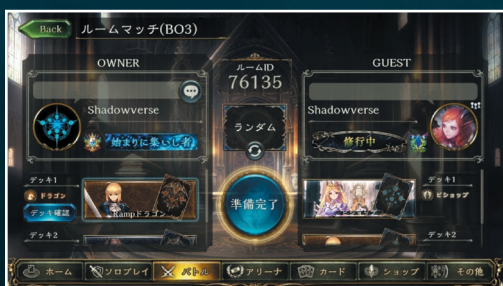 Back ルームマッチ(BO3)
OWNER
Shadowverse
始まりに集いし者
デッキ1
ドラゴン
デッキ確認
Rampドラゴン
デッキ2
ルームID
76135
ランダム
準備完了
GUEST
Shadowverse
修行中
デッキ1
ビショップ
デッキ2
ホーム ソロプレイ バトル アリーナ カード ショップ その他